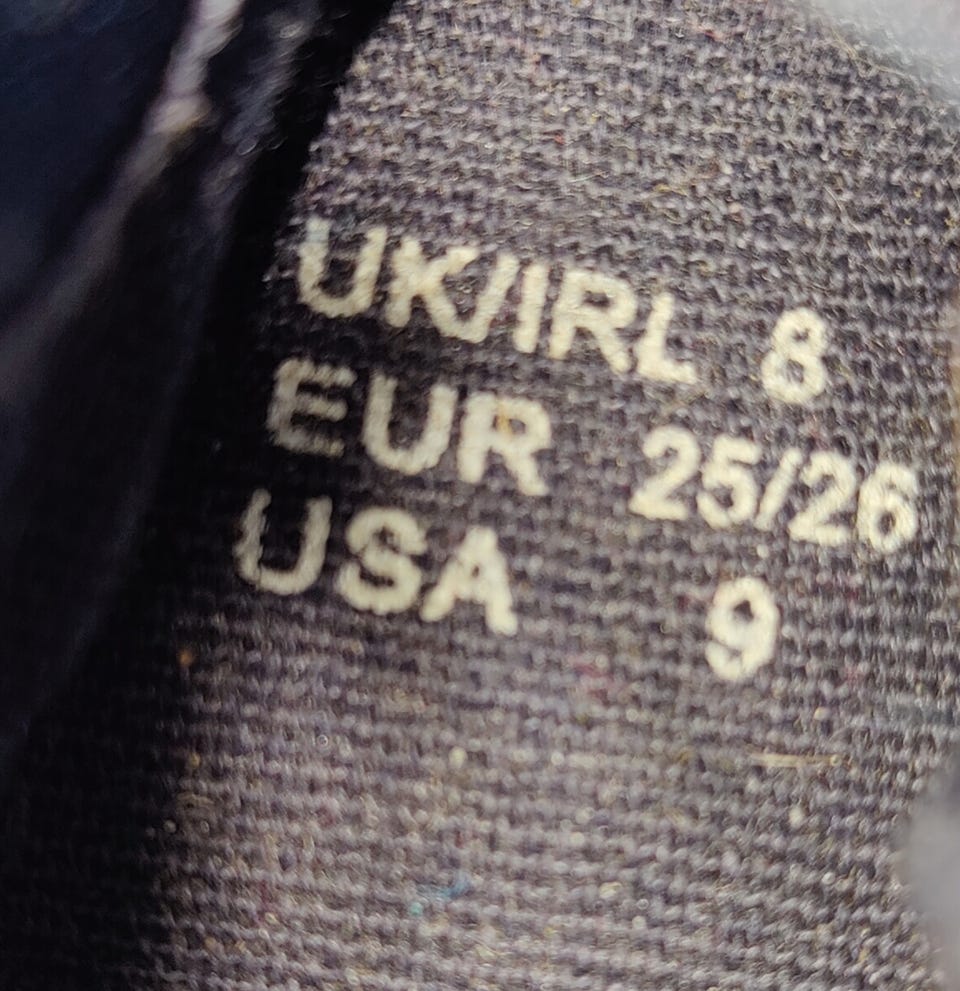 UK/IRL 8
EUR 25/26
USA 9